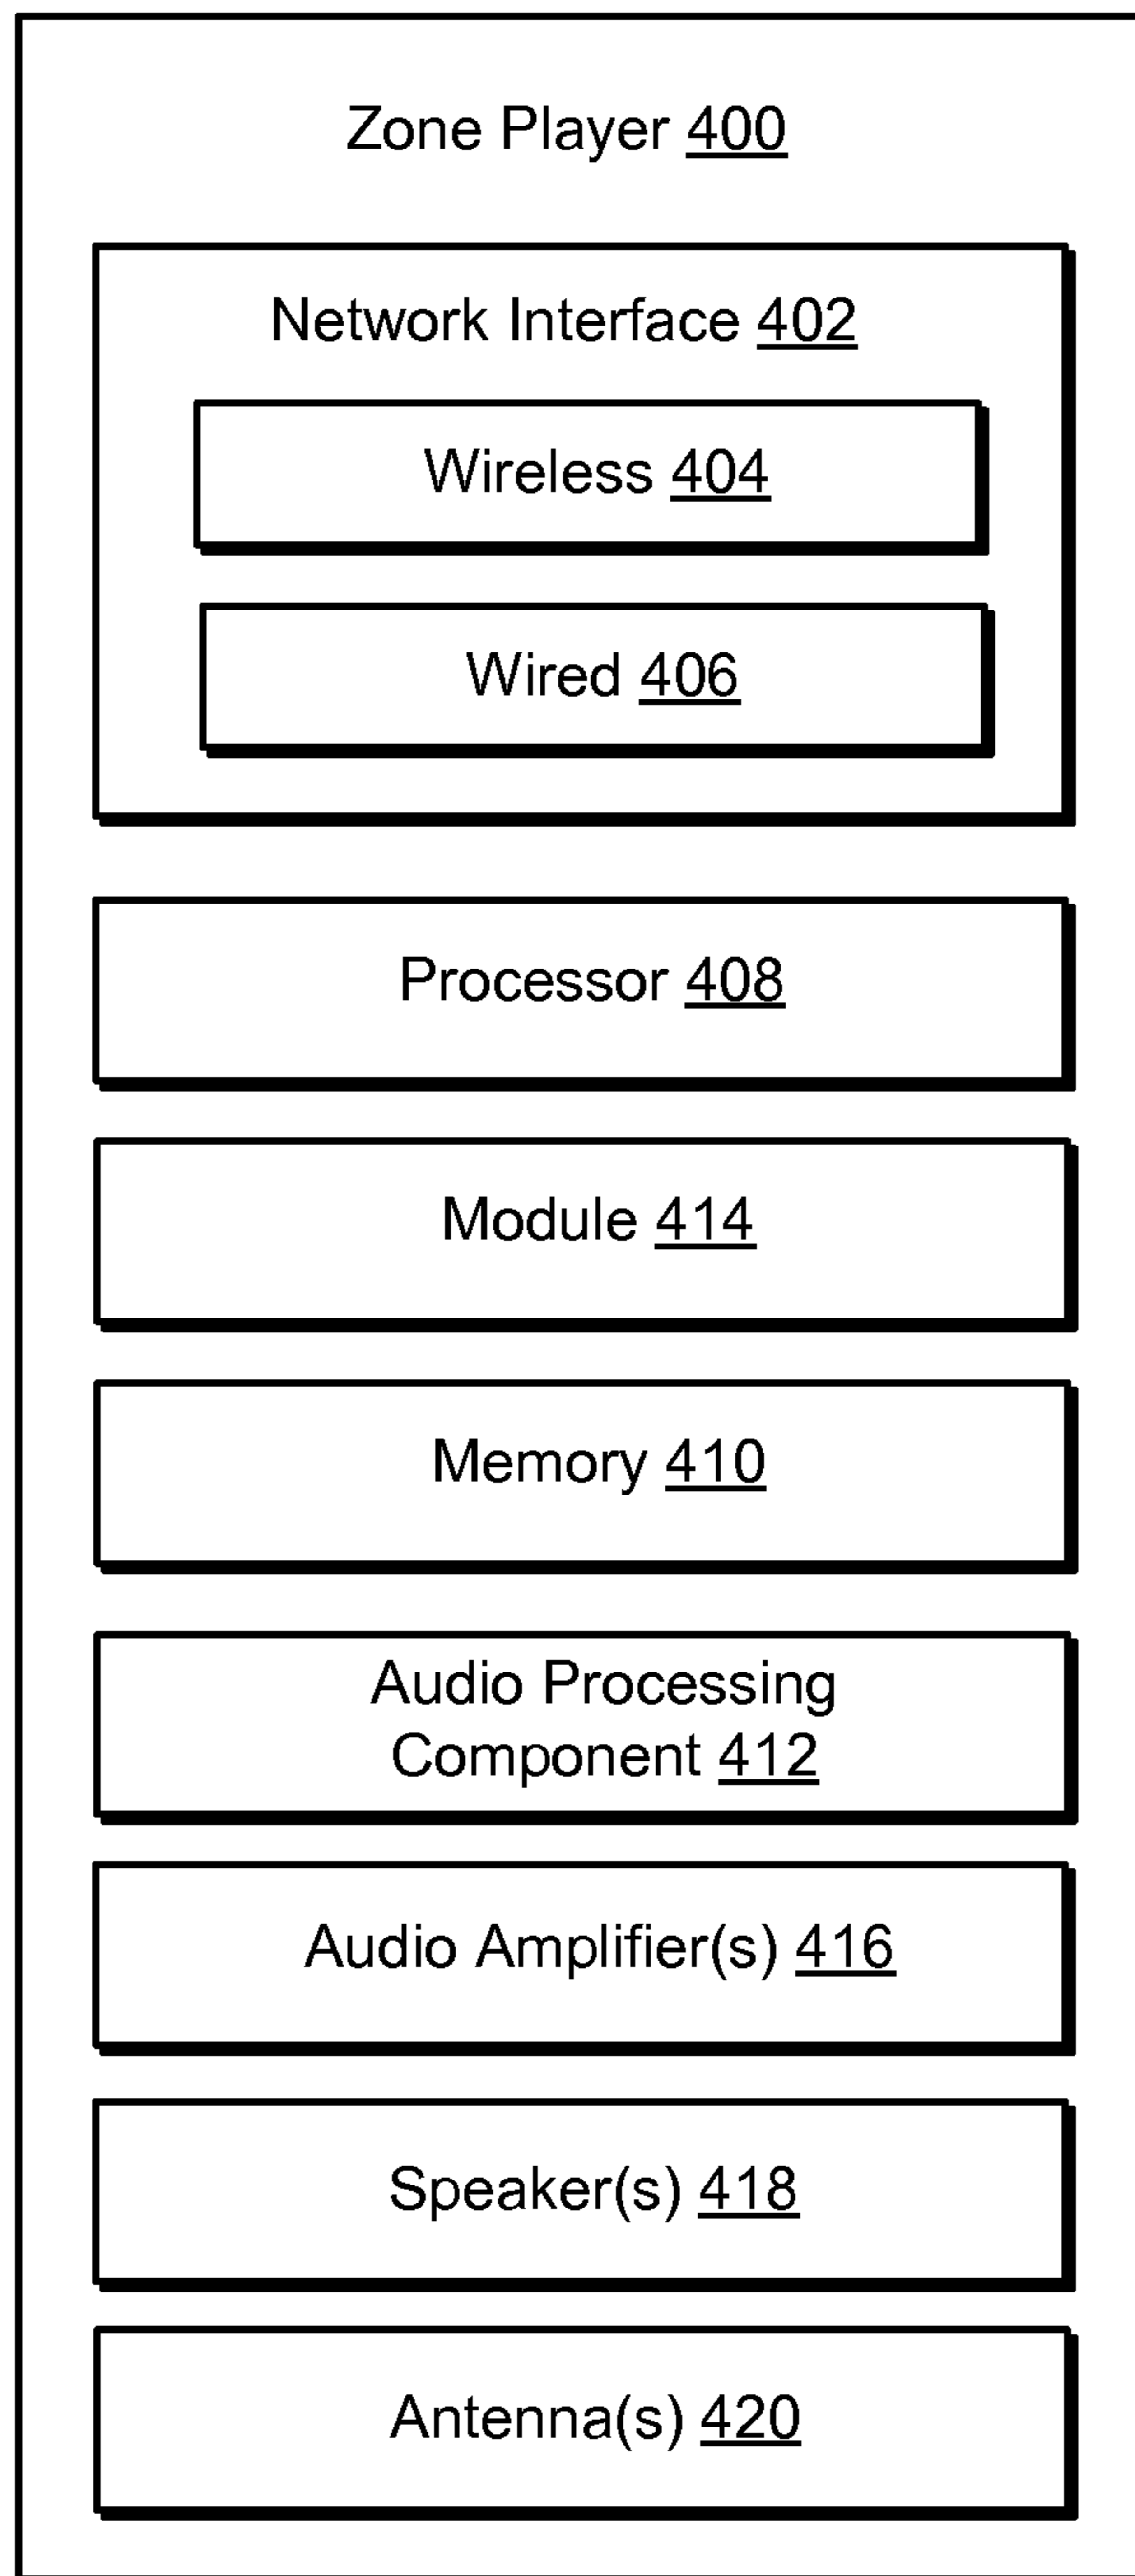 Zone Player 400
Network Interface 402
Wireless 404
Wired 406
Processor 408
Module 414
Memory 410
Audio Processing
Component 412
Audio Amplifier(s) 416
Speaker(s) 418
Antenna(s) 420